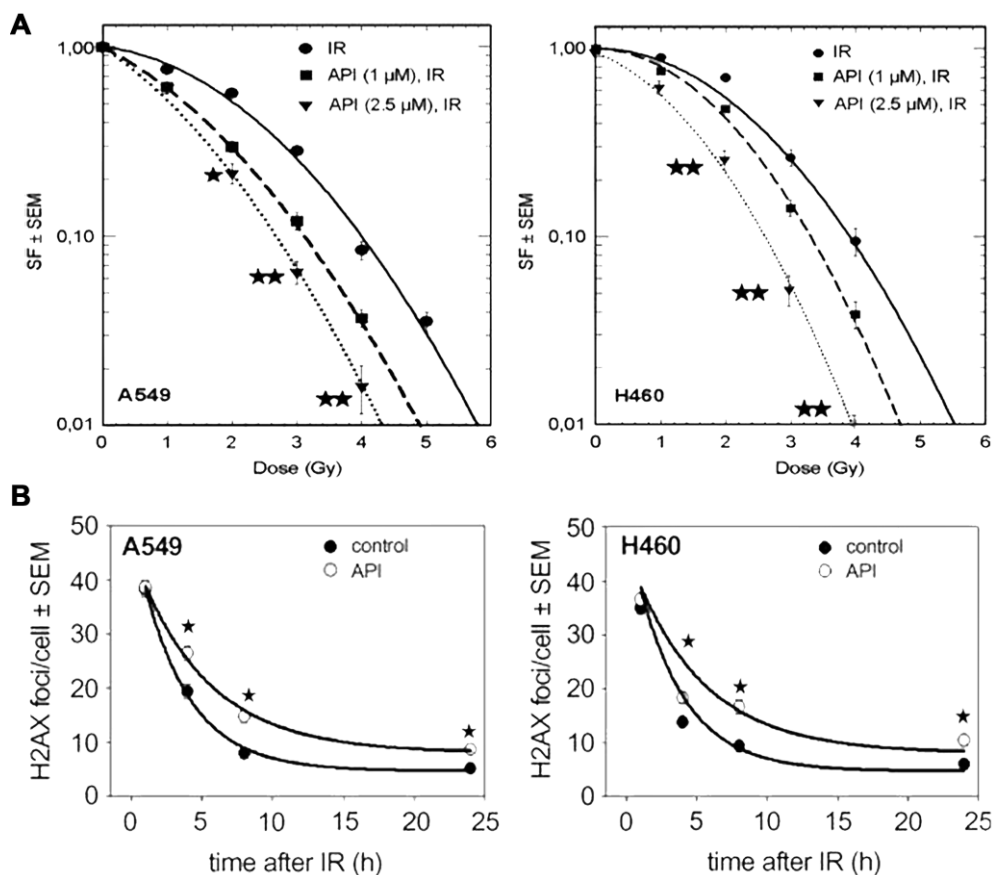 A
IR
API (1 µM), IR
API (2.5 µM), IR
1,00
0,10
0,01
SF ± SEM
A549
0 1 2 3 4 5 6
Dose (Gy)
IR
API (1 µM), IR
API (2.5 µM), IR
1,00
0,10
0,01
SF ± SEM
H460
0 1 2 3 4 5 6
Dose (Gy)
B
A549
control
API
50
40
30
20
10
0
H2AX foci/cell ± SEM
0 5 10 15 20 25
time after IR (h)
H460
control
API
50
40
30
20
10
0
H2AX foci/cell ± SEM
0 5 10 15 20 25
time after IR (h)